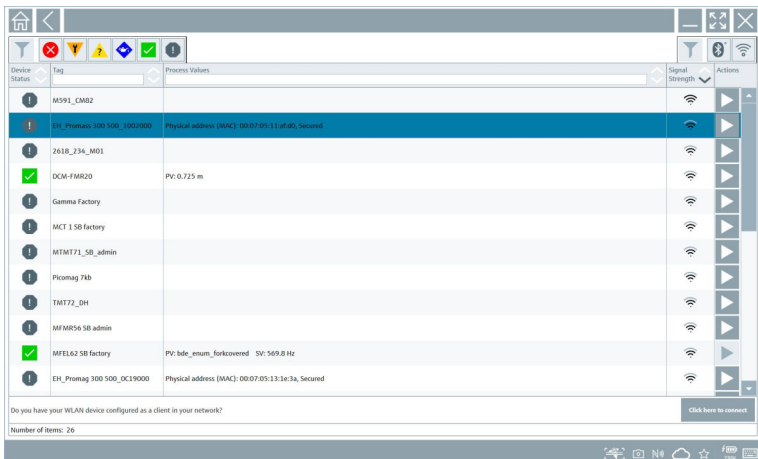 Device Status
Tag
Process Values
Signal Strength
Actions
M591_CM82
EH_Promass 300 500_1002000 Physical address (MAC): 00:07:05:11:af:d0, Secured
2618_234_M01
DCM-FMR20 PV: 0.725 m
Gamma Factory
MCT 1 SB factory
MTMT71_SB_admin
Picomag 7kb
TMT72_DH
MFMR56 SB admin
MFEL62 SB factory PV: bde_enum_forkcovered SV: 569.8 Hz
EH_Promag 300 500_0C19000 Physical address (MAC): 00:07:05:13:1e:3a, Secured
Do you have your WLAN device configured as a client in your network? Click here to connect
Number of items: 26